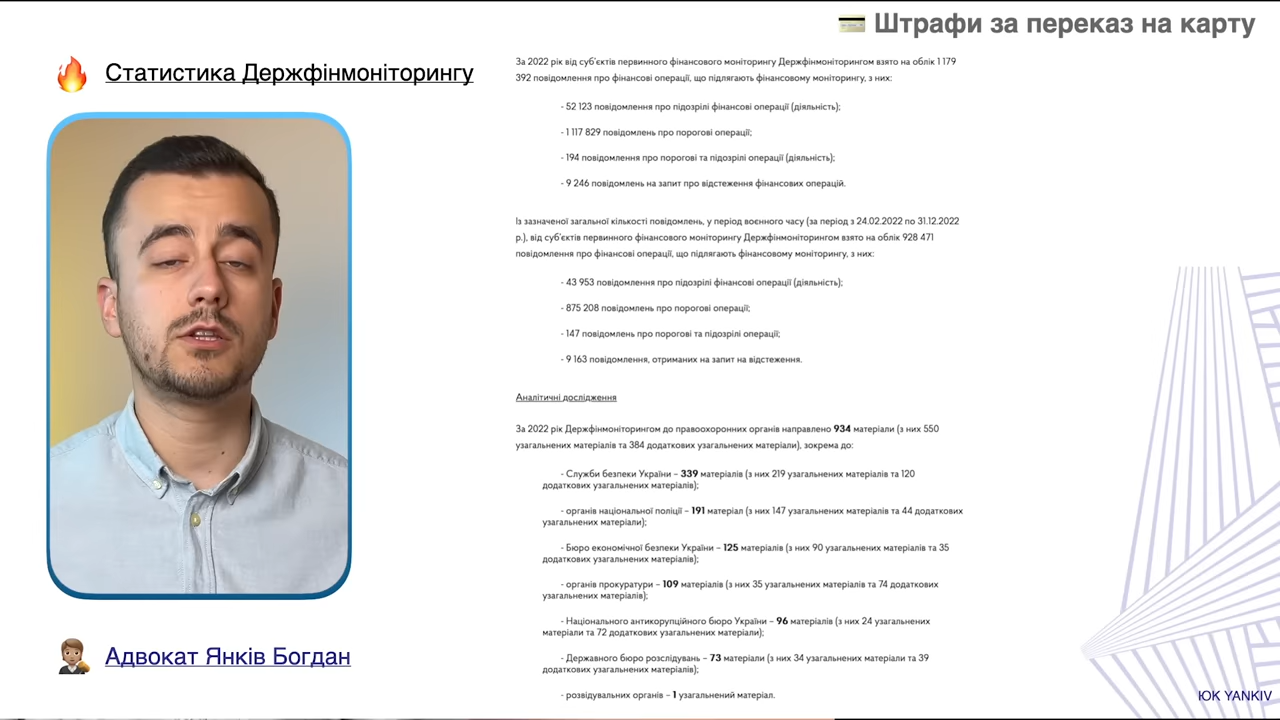 Штрафи за переказ на карту
Статистика Держфінмоніторингу
За 2022 рік від суб'єктів первинного фінансового моніторингу Держфінмоніторингом взято на облік 1 179
392 повідомлення про фінансові операції, що підлягають фінансовому моніторингу, з них:
- 52 123 повідомлення про підозрілі фінансові операції (діяльність);
- 1 117 829 повідомлень про порогові операції;
- 194 повідомлення про порогові та підозрілі операції (діяльність);
- 9 246 повідомлень на запит про відстеження фінансових операцій.
Із зазначеної загальної кількості повідомлень, у період воєнного часу (за період з 24.02.2022 по 31.12.2022
р.), від суб'єктів первинного фінансового моніторингу Держфінмоніторингом взято на облік 928 471
повідомлення про фінансові операції, що підлягають фінансовому моніторингу, з них:
- 43 953 повідомлення про підозрілі фінансові операції (діяльність);
- 875 208 повідомлень про порогові операції;
- 147 повідомлень про порогові та підозрілі операції;
- 9 163 повідомлення, отриманих на запит на відстеження.
Аналітичні дослідження
За 2022 рік Держфінмоніторингом до правоохоронних органів направлено 934 матеріали (з них 550
узагальнених матеріалів та 384 додаткових узагальнених матеріали), зокрема до:
- Служби безпеки України – 339 матеріалів (з них 219 узагальнених матеріалів та 120
додаткових узагальнених матеріалів);
- органів національної поліції – 191 матеріал (з них 147 узагальнених матеріалів та 44 додаткових
узагальнених матеріали);
- Бюро економічної безпеки України – 125 матеріалів (з них 90 узагальнених матеріалів та 35
додаткових узагальнених матеріалів);
- органів прокуратури – 109 матеріалів (з них 35 узагальнених матеріалів та 74 додаткових
узагальнених матеріалів);
- Національного антикорупційного бюро України – 96 матеріалів (з них 24 узагальнених
матеріали та 72 додаткових узагальнених матеріали);
- Державного бюро розслідувань – 73 матеріали (з них 34 узагальнених матеріали та 39
додаткових узагальнених матеріалів);
- розвідувальних органів – 1 узагальнений матеріал.
Адвокат Янків Богдан
ЮК YANKIV